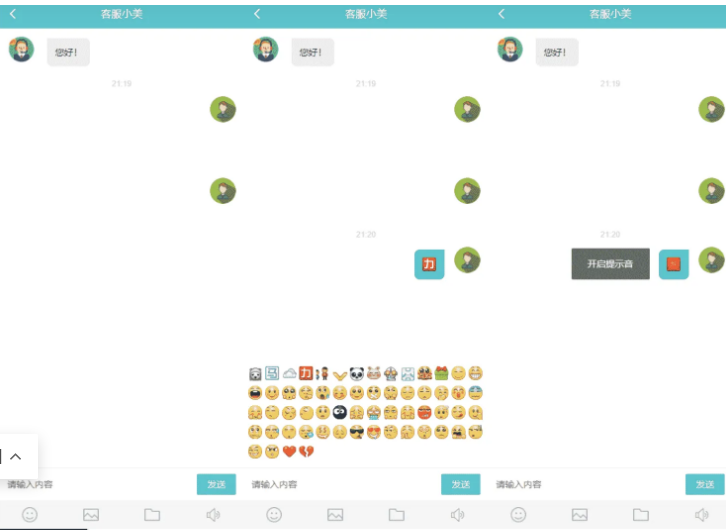 客服小美
您好!
21:19
请输入内容
发送
客服小美
您好!
21:19
21:20
力
请输入内容
发送
客服小美
您好!
21:19
21:20
开启提示音
请输入内容
发送